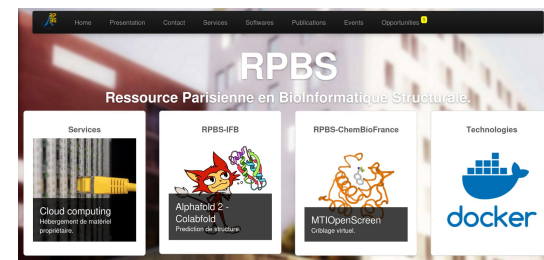 Home Presentation Contact Services Softwares Publications Events Opportunities
RPBS
Ressource Parisienne en BioInformatique Structurale.
Services
Cloud computing
Hébergement de matériel
propriétaire.
RPBS-IFB
Alphafold 2 -
Colabfold
Prediction de structure.
RPBS-ChemBioFrance
MTIOpenScreen
Criblage virtuel.
Technologies
docker